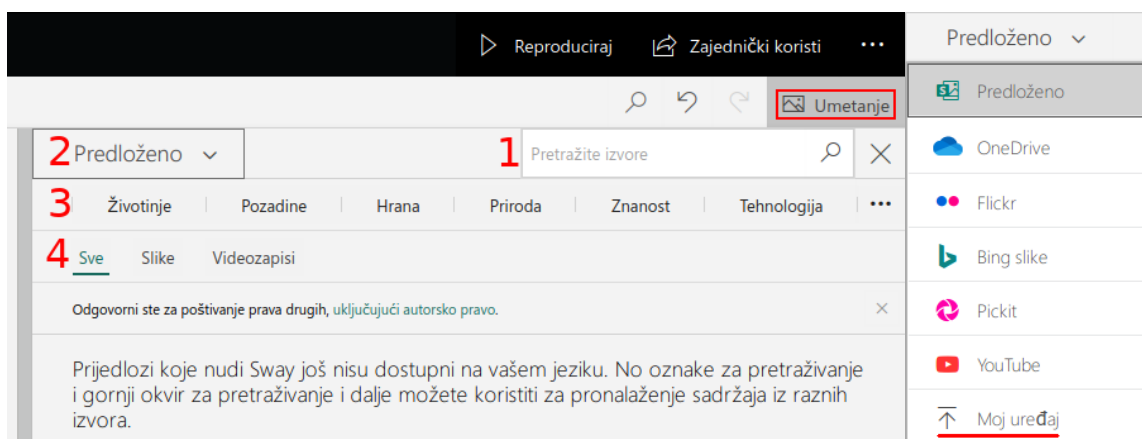 Reproduciraj Zajednički koristi ...
Umetanje
2 Predloženo
1 Pretražite izvore
3 Životinje Pozadine Hrana Priroda Znanost Tehnologija ...
4 Sve Slike Videozapisi
Odgovorni ste za poštivanje prava drugih, uključujući autorsko pravo.
Prijedlozi koje nudi Sway još nisu dostupni na vašem jeziku. No oznake za pretraživanje
i gornji okvir za pretraživanje i dalje možete koristiti za pronalaženje sadržaja iz raznih
izvora.
Predloženo
Predloženo
OneDrive
Flickr
Bing slike
Pickit
YouTube
Moj uređaj